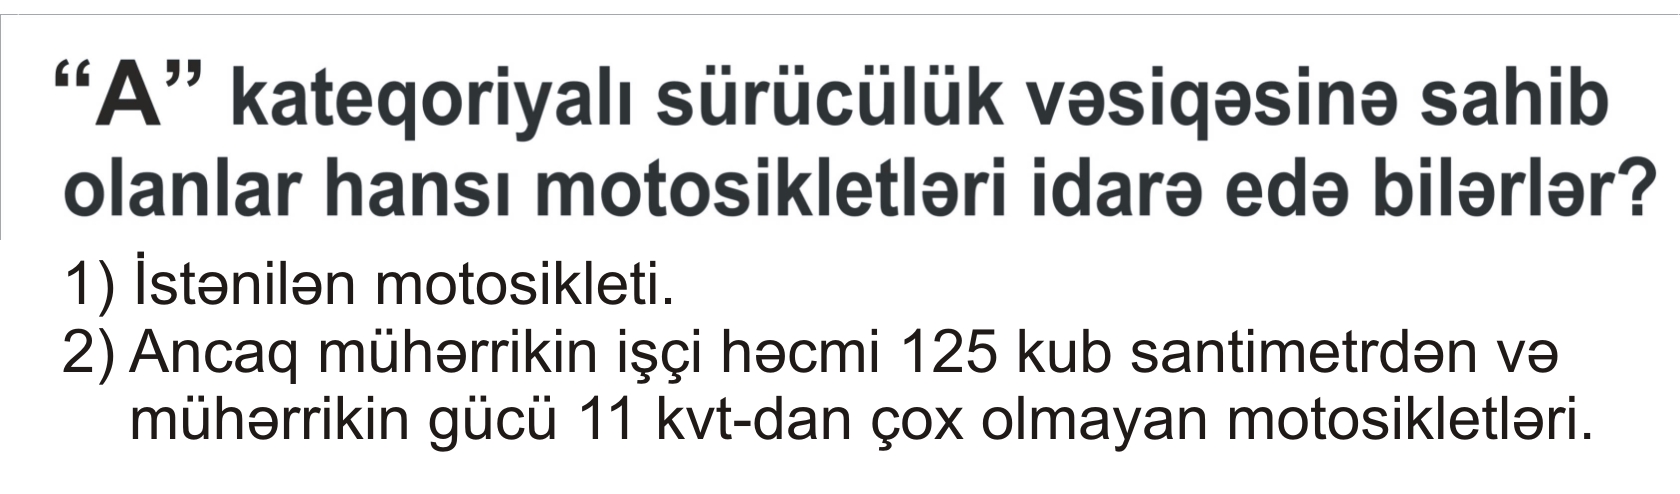 “A” kateqoriyalı sürücülük vəsiqəsinə sahib
olanlar hansı motosikletləri idarə edə bilərlər?
1) İstənilən motosikleti.
2) Ancaq mühərrikin işçi həcmi 125 kub santimetrdən və
mühərrikin gücü 11 kvt-dan çox olmayan motosikletləri.